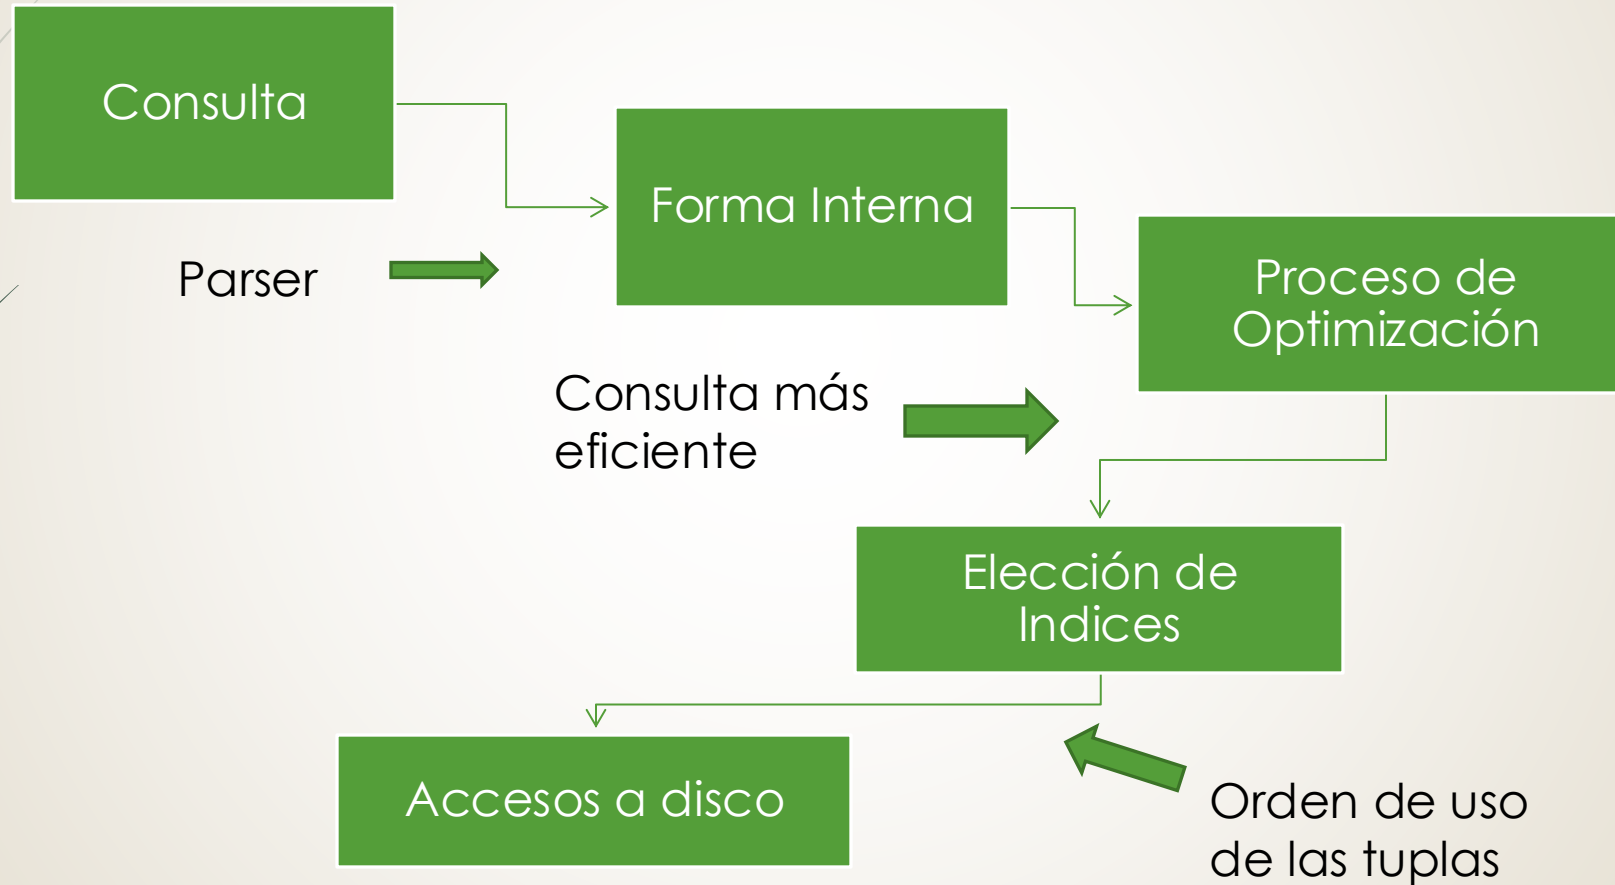 Consulta
Forma Interna
Parser
Proceso de
Optimización
Consulta más
eficiente
Elección de
Indices
Accesos a disco
Orden de uso
de las tuplas